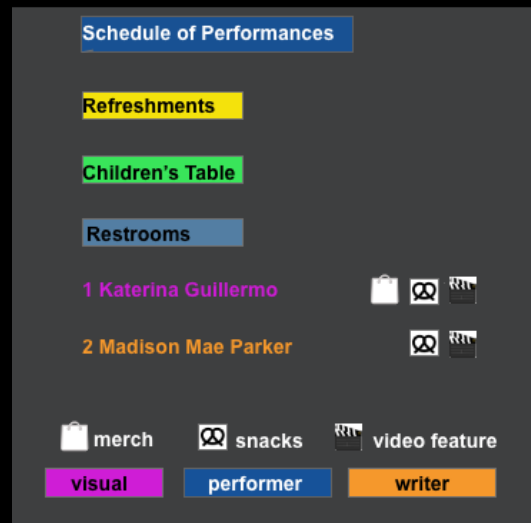 Schedule of Performances
Refreshments
Children's Table
Restrooms
1 Katerina Guillermo
2 Madison Mae Parker
merch snacks video feature
visual performer writer